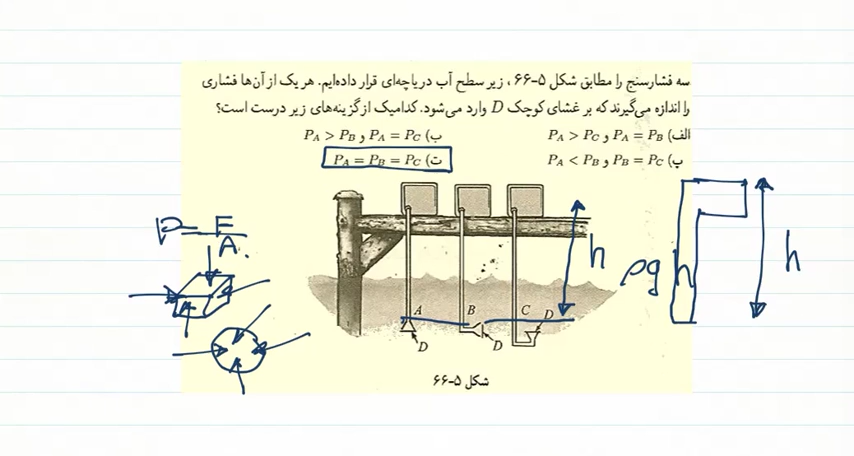 سه فشارسنج را مطابق شکل ۵-۶۶ ، زیر سطح آب دریاچه‌ای قرار داده‌ایم. هر یک از آن‌ها فشاری
را اندازه می‌گیرند که بر غشای کوچک D وارد می‌شود. کدامیک از گزینه‌های زیر درست است؟
الف) PA = PB و PA > PC
ب) PA = PC و PA > PB
پ) PB = PC و PA < PB
ت) PA = PB = PC
P = F
A
h
ρg h
h
A B C D
D D
شکل ۵-۶۶